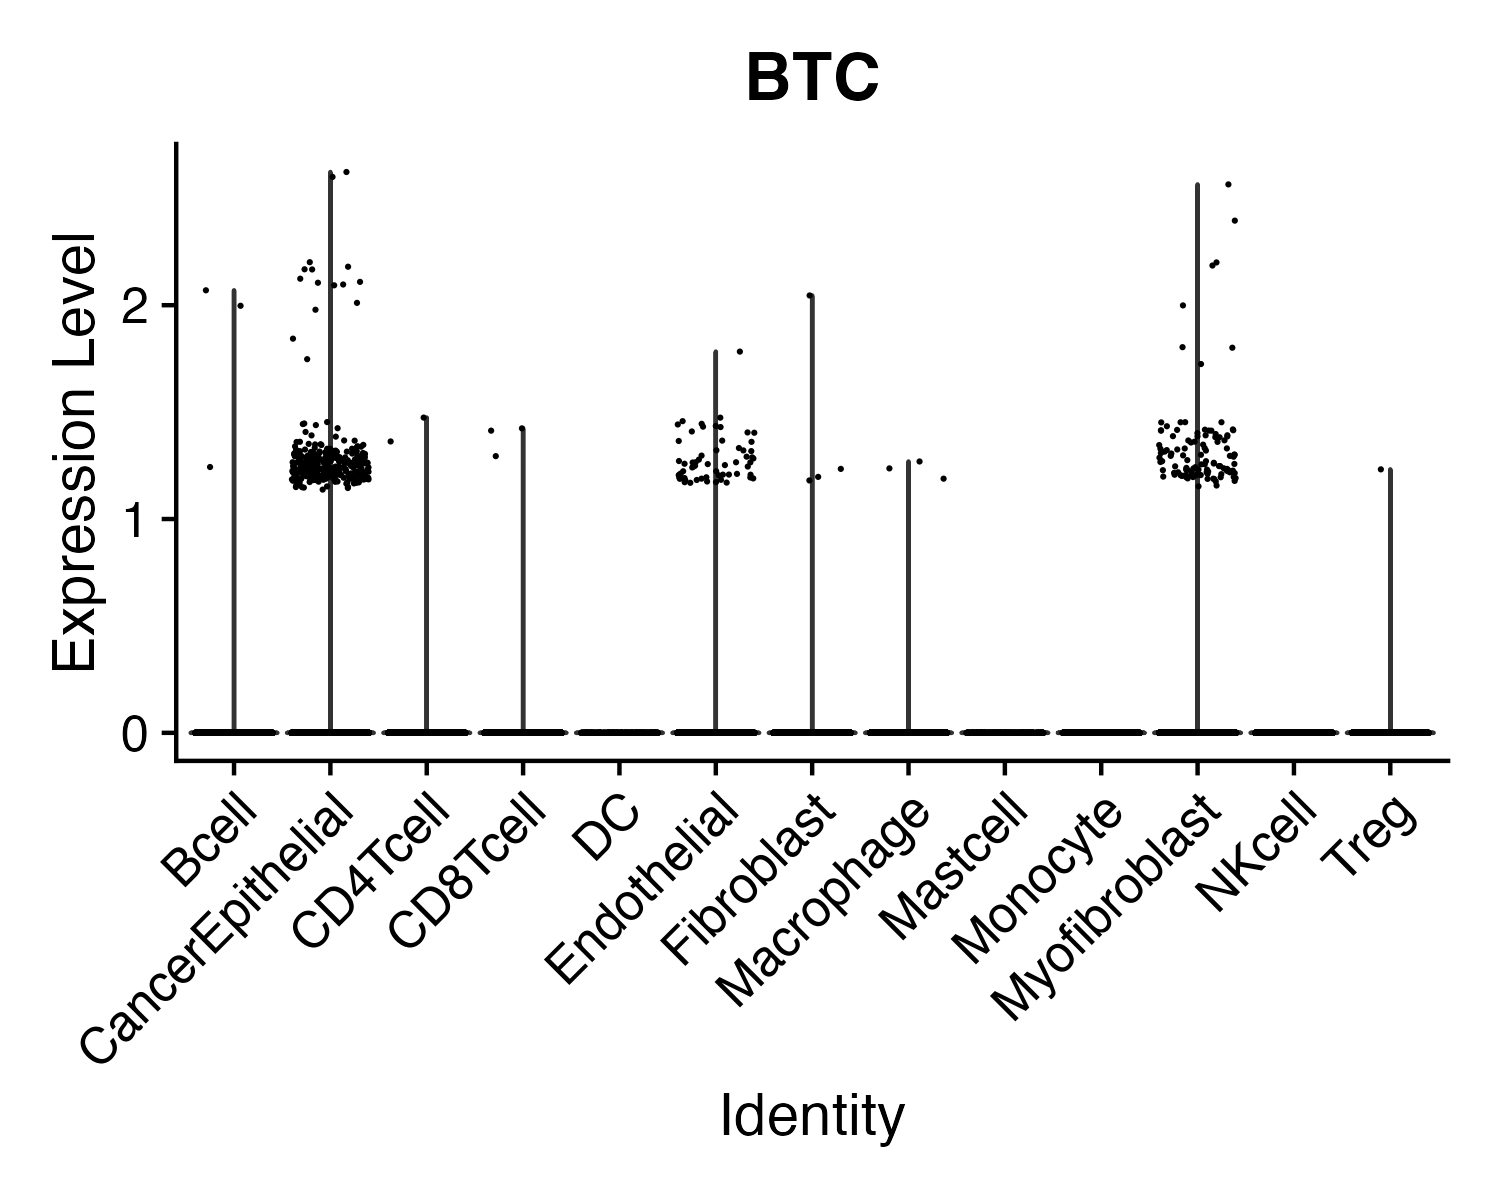 BTC
Expression Level
2
1
0
Bcell
CancerEpithelial
CD4Tcell
CD8Tcell
DC
Endothelial
Fibroblast
Macrophage
Mastcell
Monocyte
Myofibroblast
NKcell
Treg
Identity